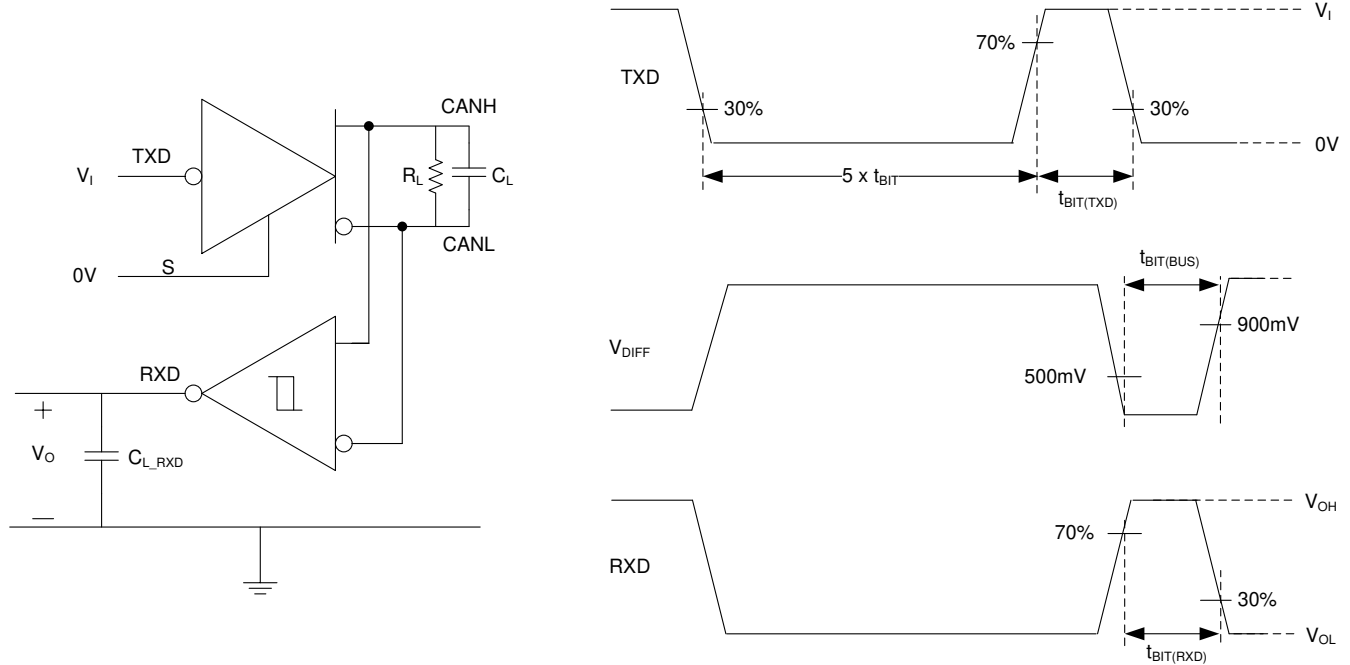 CANH
TXD
V_I
R_L
C_L
CANL
0V
S
RXD
+
V_O
C_L_RXD
—
V_I
70%
TXD
30%
30%
0V
5 x t_BIT
t_BIT(TXD)
t_BIT(BUS)
900mV
V_DIFF
500mV
V_OH
70%
RXD
30%
V_OL
t_BIT(RXD)